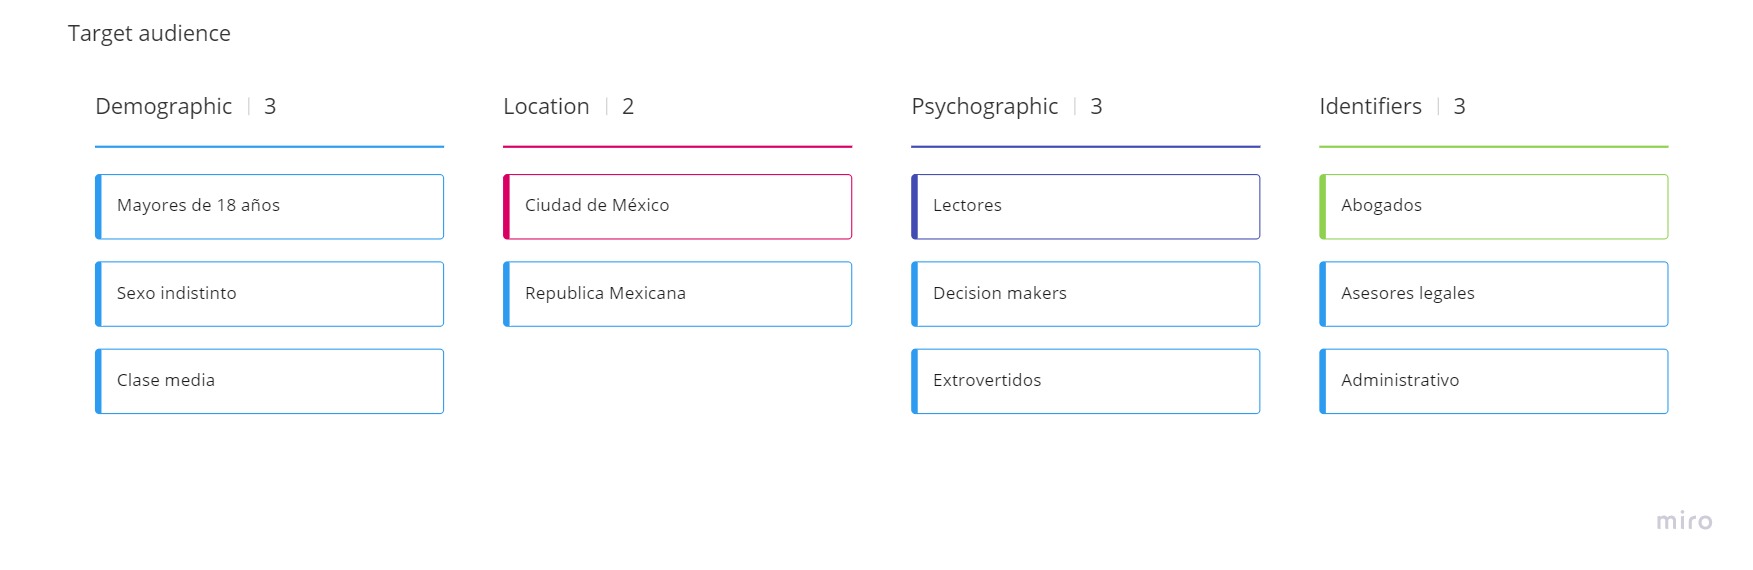 Target audience
Demographic | 3
Mayores de 18 años
Sexo indistinto
Clase media
Location | 2
Ciudad de México
Republica Mexicana
Psychographic | 3
Lectores
Decision makers
Extrovertidos
Identifiers | 3
Abogados
Asesores legales
Administrativo
miro